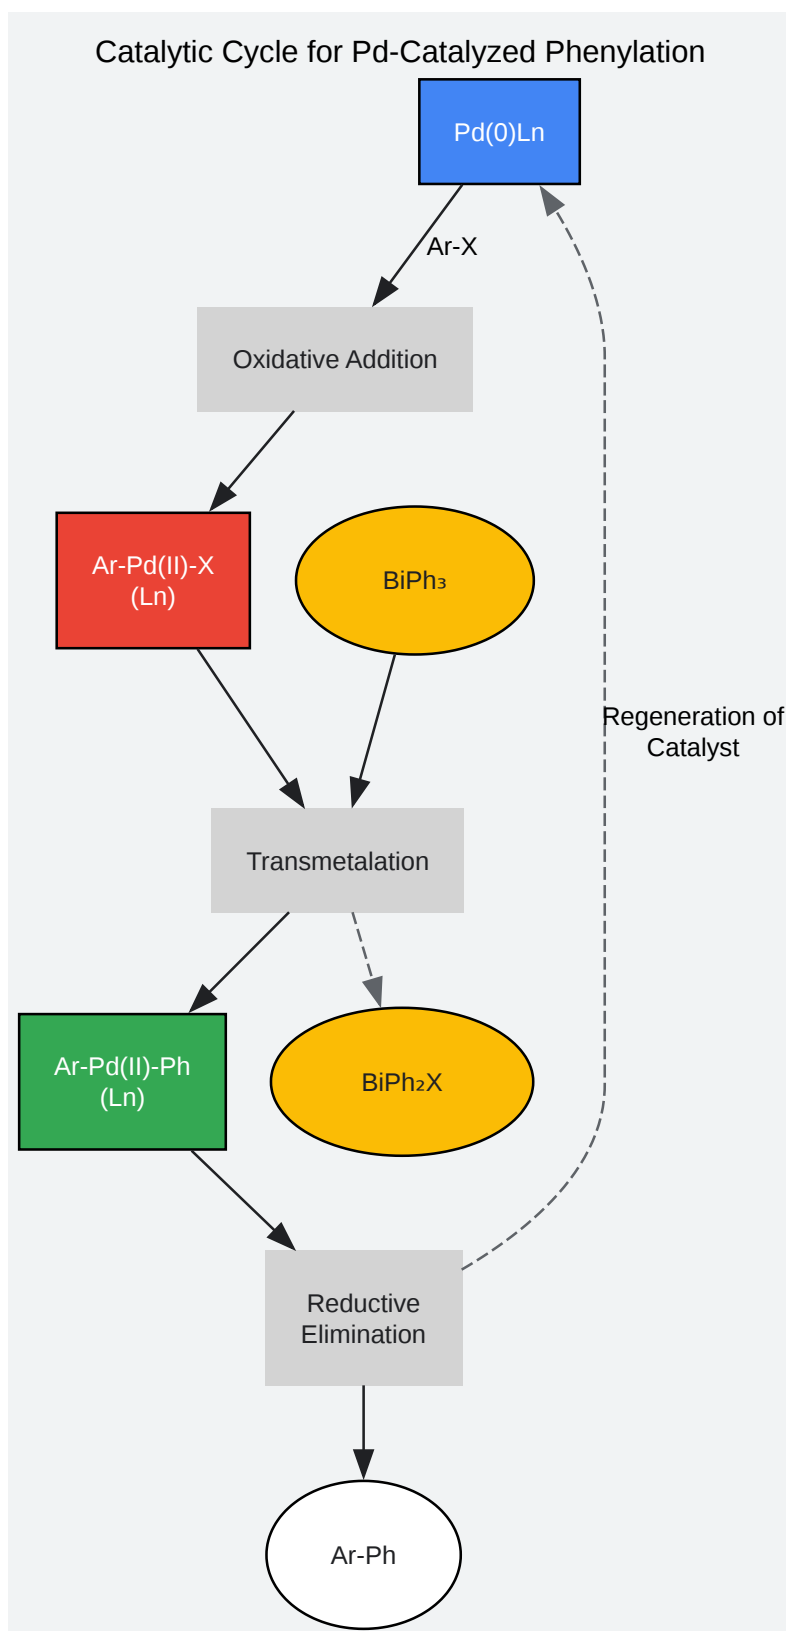 Catalytic Cycle for Pd-Catalyzed Phenylation
Pd(0)Ln
Ar-X
Oxidative Addition
Ar-Pd(II)-X
(Ln)
BiPh₃
Regeneration of
Catalyst
Transmetalation
Ar-Pd(II)-Ph
(Ln)
BiPh₂X
Reductive
Elimination
Ar-Ph